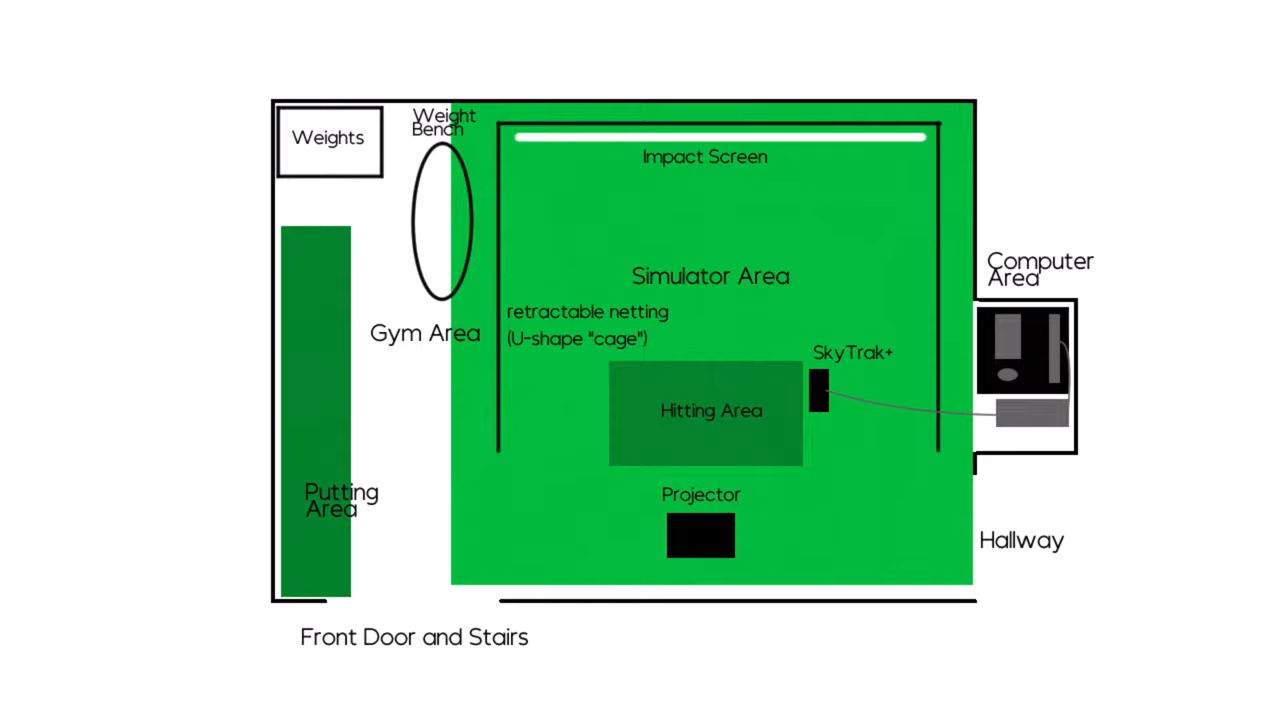 Weights
Weight
Bench
Impact Screen
Simulator Area
Computer
Area
retractable netting
(U-shape "cage")
Gym Area
SkyTrak+
Hitting Area
Putting
Area
Projector
Hallway
Front Door and Stairs